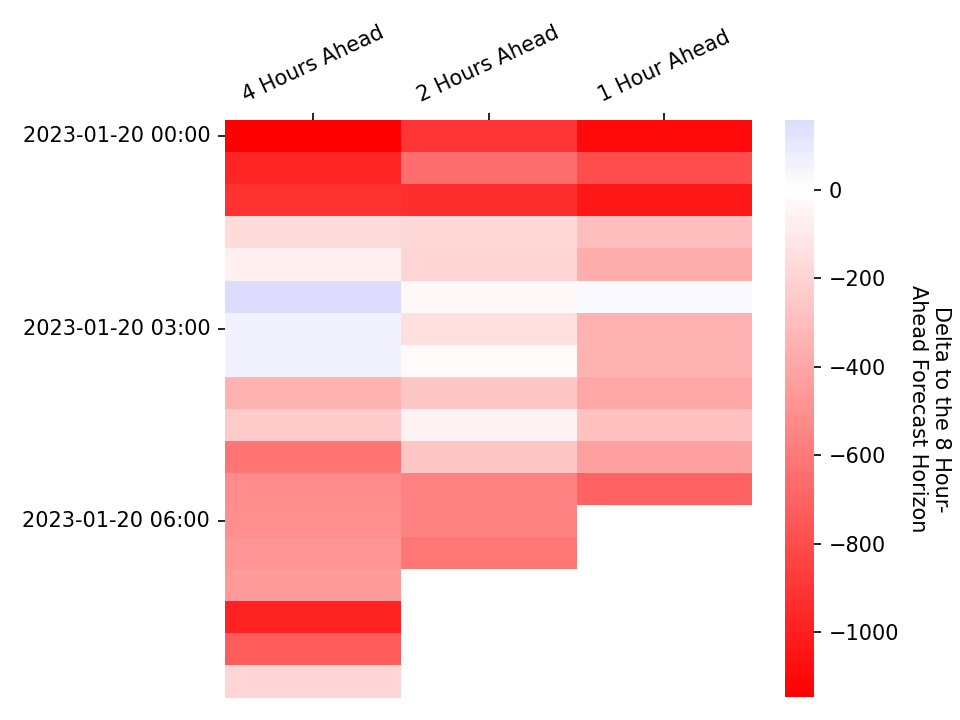 4 Hours Ahead
2 Hours Ahead
1 Hour Ahead
2023-01-20 00:00
2023-01-20 03:00
2023-01-20 06:00
0
−200
−400
−600
−800
−1000
Delta to the 8 Hour-
Ahead Forecast Horizon